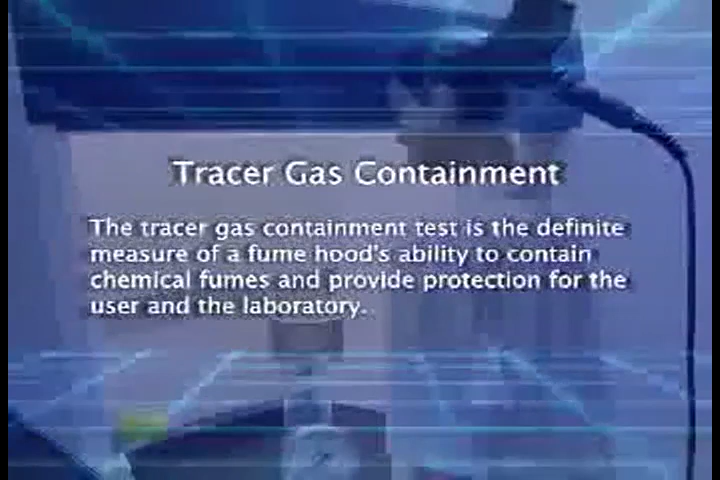 Tracer Gas Containment
The tracer gas containment test is the definite
measure of a fume hood's ability to contain
chemical fumes and provide protection for the
user and the laboratory.